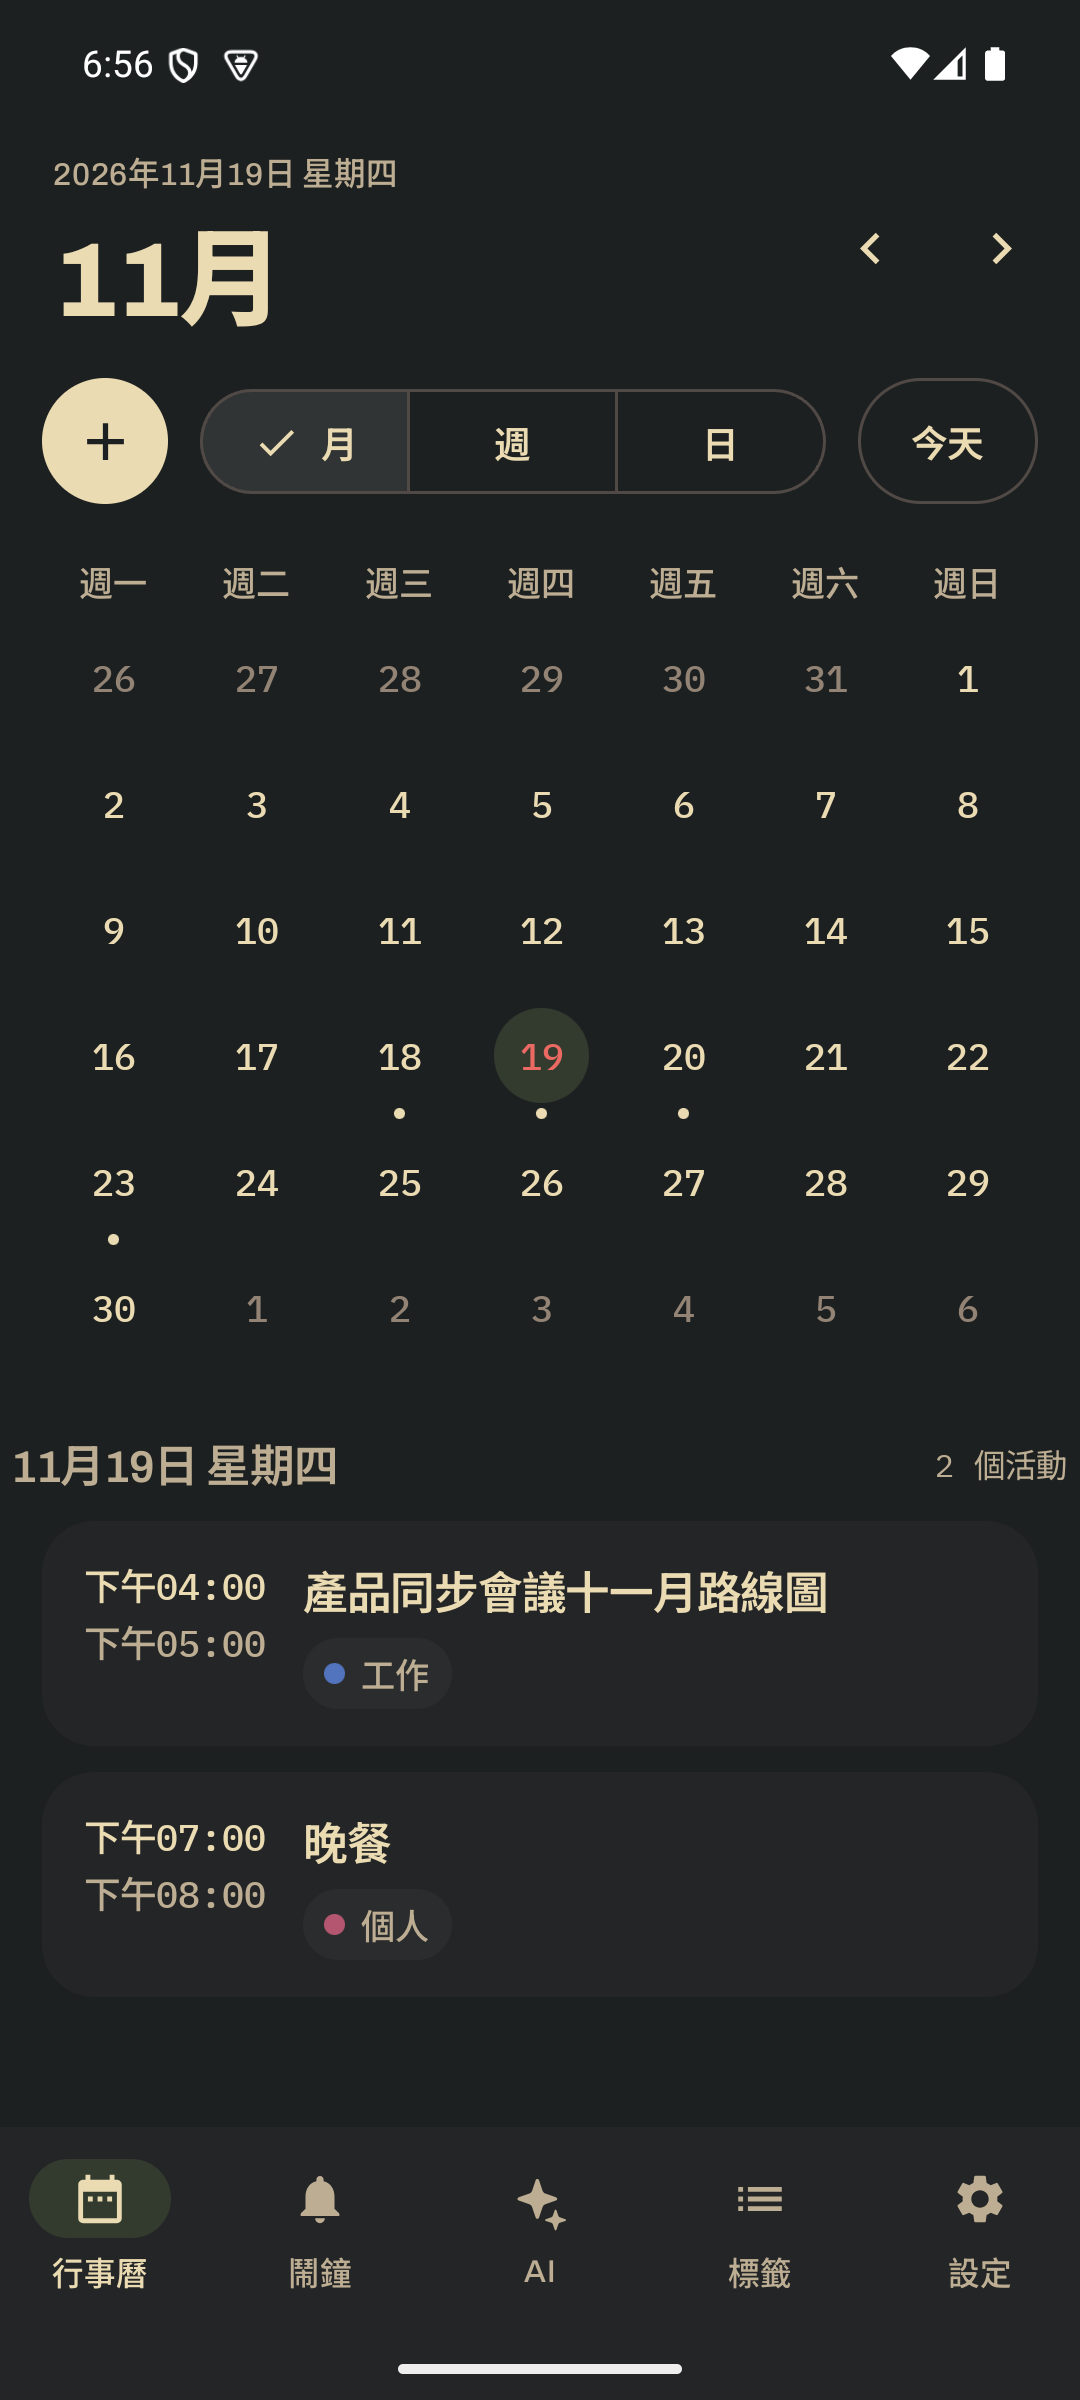 6:56
2026年11月19日 星期四
11月
月 週 日 今天
週一 週二 週三 週四 週五 週六 週日
26 27 28 29 30 31 1
2 3 4 5 6 7 8
9 10 11 12 13 14 15
16 17 18 19 20 21 22
23 24 25 26 27 28 29
30 1 2 3 4 5 6
11月19日 星期四 2 個活動
下午04:00 產品同步會議十一月路線圖
下午05:00
工作
下午07:00 晚餐
下午08:00
個人
行事曆 鬧鐘 AI 標籤 設定